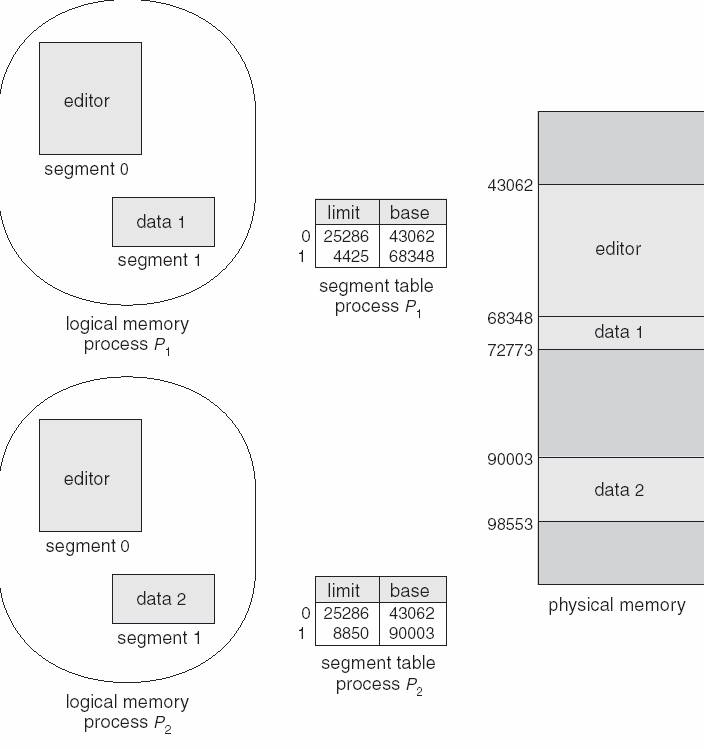 editor
segment 0
data 1
segment 1
logical memory
process P1
limit base
0 25286 43062
1 4425 68348
segment table
process P1
editor
segment 0
data 2
segment 1
logical memory
process P2
limit base
0 25286 43062
1 8850 90003
segment table
process P2
43062
editor
68348
data 1
72773
90003
data 2
98553
physical memory